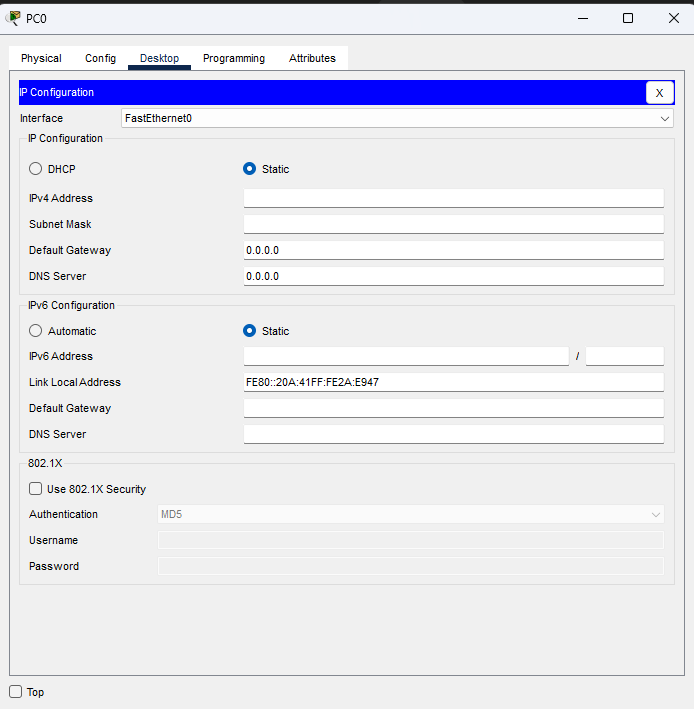 PC0
Physical Config Desktop Programming Attributes
IP Configuration X
Interface FastEthernet0
IP Configuration
DHCP Static
IPv4 Address
Subnet Mask
Default Gateway 0.0.0.0
DNS Server 0.0.0.0
IPv6 Configuration
Automatic Static
IPv6 Address /
Link Local Address FE80::20A:41FF:FE2A:E947
Default Gateway
DNS Server
802.1X
Use 802.1X Security
Authentication MD5
Username
Password
Top